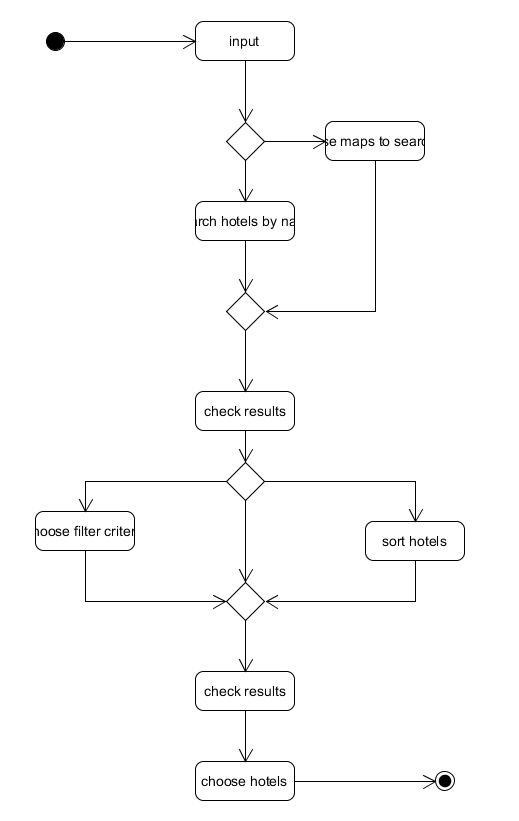 input
se maps to searc
rch hotels by na
check results
hoose filter criter
sort hotels
check results
choose hotels